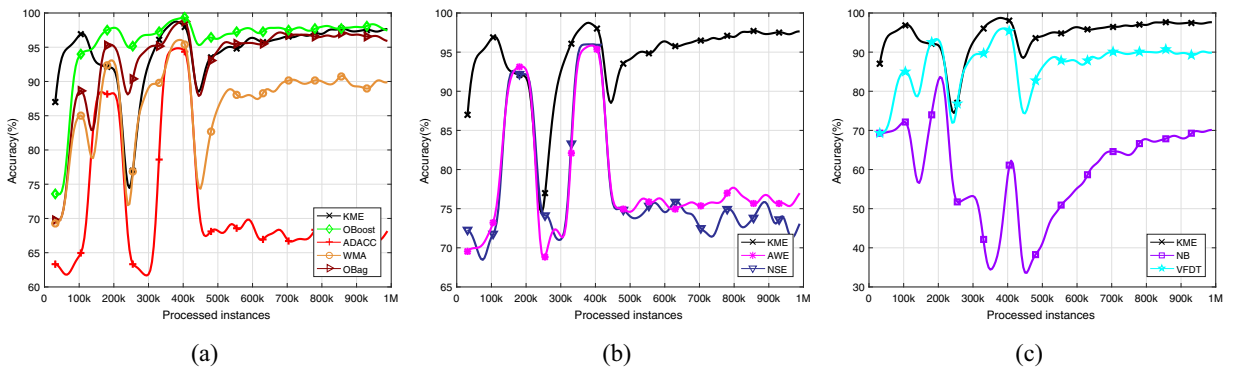 100
95
90
85
80
75
70
65
60
Accuracy(%)
KME
OBoost
ADACC
WMA
OBag
0 100k 200k 300k 400k 500k 600k 700k 800k 900k 1M
Processed instances
(a)
100
95
90
85
80
75
70
65
Accuracy(%)
KME
AWE
NSE
0 100k 200k 300k 400k 500k 600k 700k 800k 900k 1M
Processed instances
(b)
100
90
80
70
60
50
40
30
Accuracy(%)
KME
NB
VFDT
0 100k 200k 300k 400k 500k 600k 700k 800k 900k 1M
Processed instances
(c)